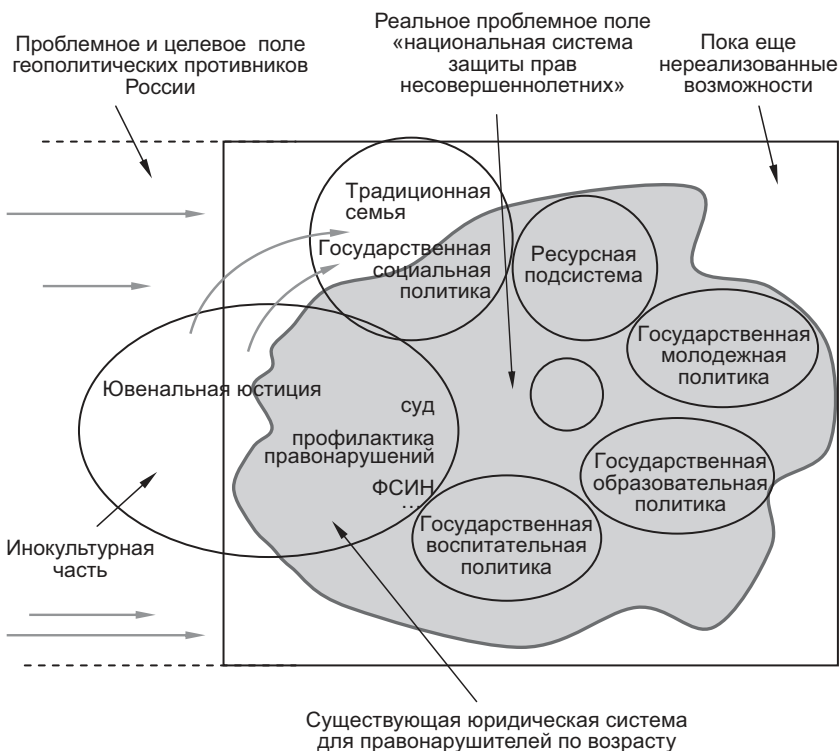 Проблемное и целевое поле
геополитических противников
России
Реальное проблемное поле
«национальная система
защиты прав
несовершеннолетних»
Пока еще
нереализованные
возможности
Традиционная
семья
Государственная
социальная
политика
Ресурсная
подсистема
Государственная
молодежная
политика
Ювенальная юстиция
суд
профилактика
правонарушений
ФСИН
...
Государственная
образовательная
политика
Государственная
воспитательная
политика
Инокультурная
часть
Существующая юридическая система
для правонарушителей по возрасту